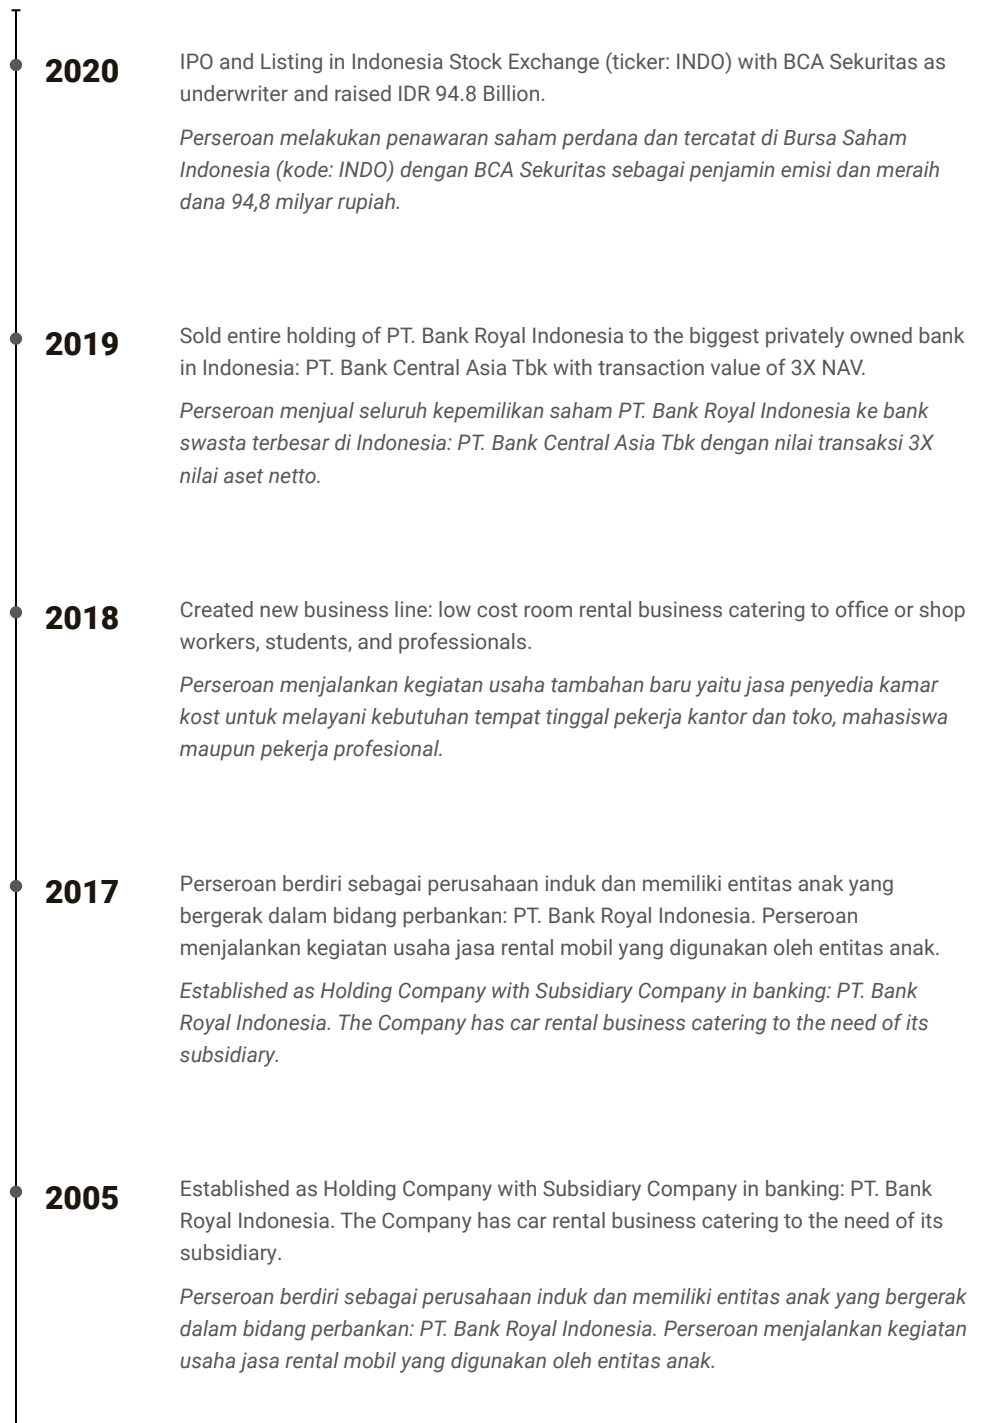 2020
IPO and Listing in Indonesia Stock Exchange (ticker: INDO) with BCA Sekuritas as
underwriter and raised IDR 94.8 Billion.
Perseroan melakukan penawaran saham perdana dan tercatat di Bursa Saham
Indonesia (kode: INDO) dengan BCA Sekuritas sebagai penjamin emisi dan meraih
dana 94,8 milyar rupiah.
2019
Sold entire holding of PT. Bank Royal Indonesia to the biggest privately owned bank
in Indonesia: PT. Bank Central Asia Tbk with transaction value of 3X NAV.
Perseroan menjual seluruh kepemilikan saham PT. Bank Royal Indonesia ke bank
swasta terbesar di Indonesia: PT. Bank Central Asia Tbk dengan nilai transaksi 3X
nilai aset netto.
2018
Created new business line: low cost room rental business catering to office or shop
workers, students, and professionals.
Perseroan menjalankan kegiatan usaha tambahan baru yaitu jasa penyedia kamar
kost untuk melayani kebutuhan tempat tinggal pekerja kantor dan toko, mahasiswa
maupun pekerja profesional.
2017
Perseroan berdiri sebagai perusahaan induk dan memiliki entitas anak yang
bergerak dalam bidang perbankan: PT. Bank Royal Indonesia. Perseroan
menjalankan kegiatan usaha jasa rental mobil yang digunakan oleh entitas anak.
Established as Holding Company with Subsidiary Company in banking: PT. Bank
Royal Indonesia. The Company has car rental business catering to the need of its
subsidiary.
2005
Established as Holding Company with Subsidiary Company in banking: PT. Bank
Royal Indonesia. The Company has car rental business catering to the need of its
subsidiary.
Perseroan berdiri sebagai perusahaan induk dan memiliki entitas anak yang bergerak
dalam bidang perbankan: PT. Bank Royal Indonesia. Perseroan menjalankan kegiatan
usaha jasa rental mobil yang digunakan oleh entitas anak.